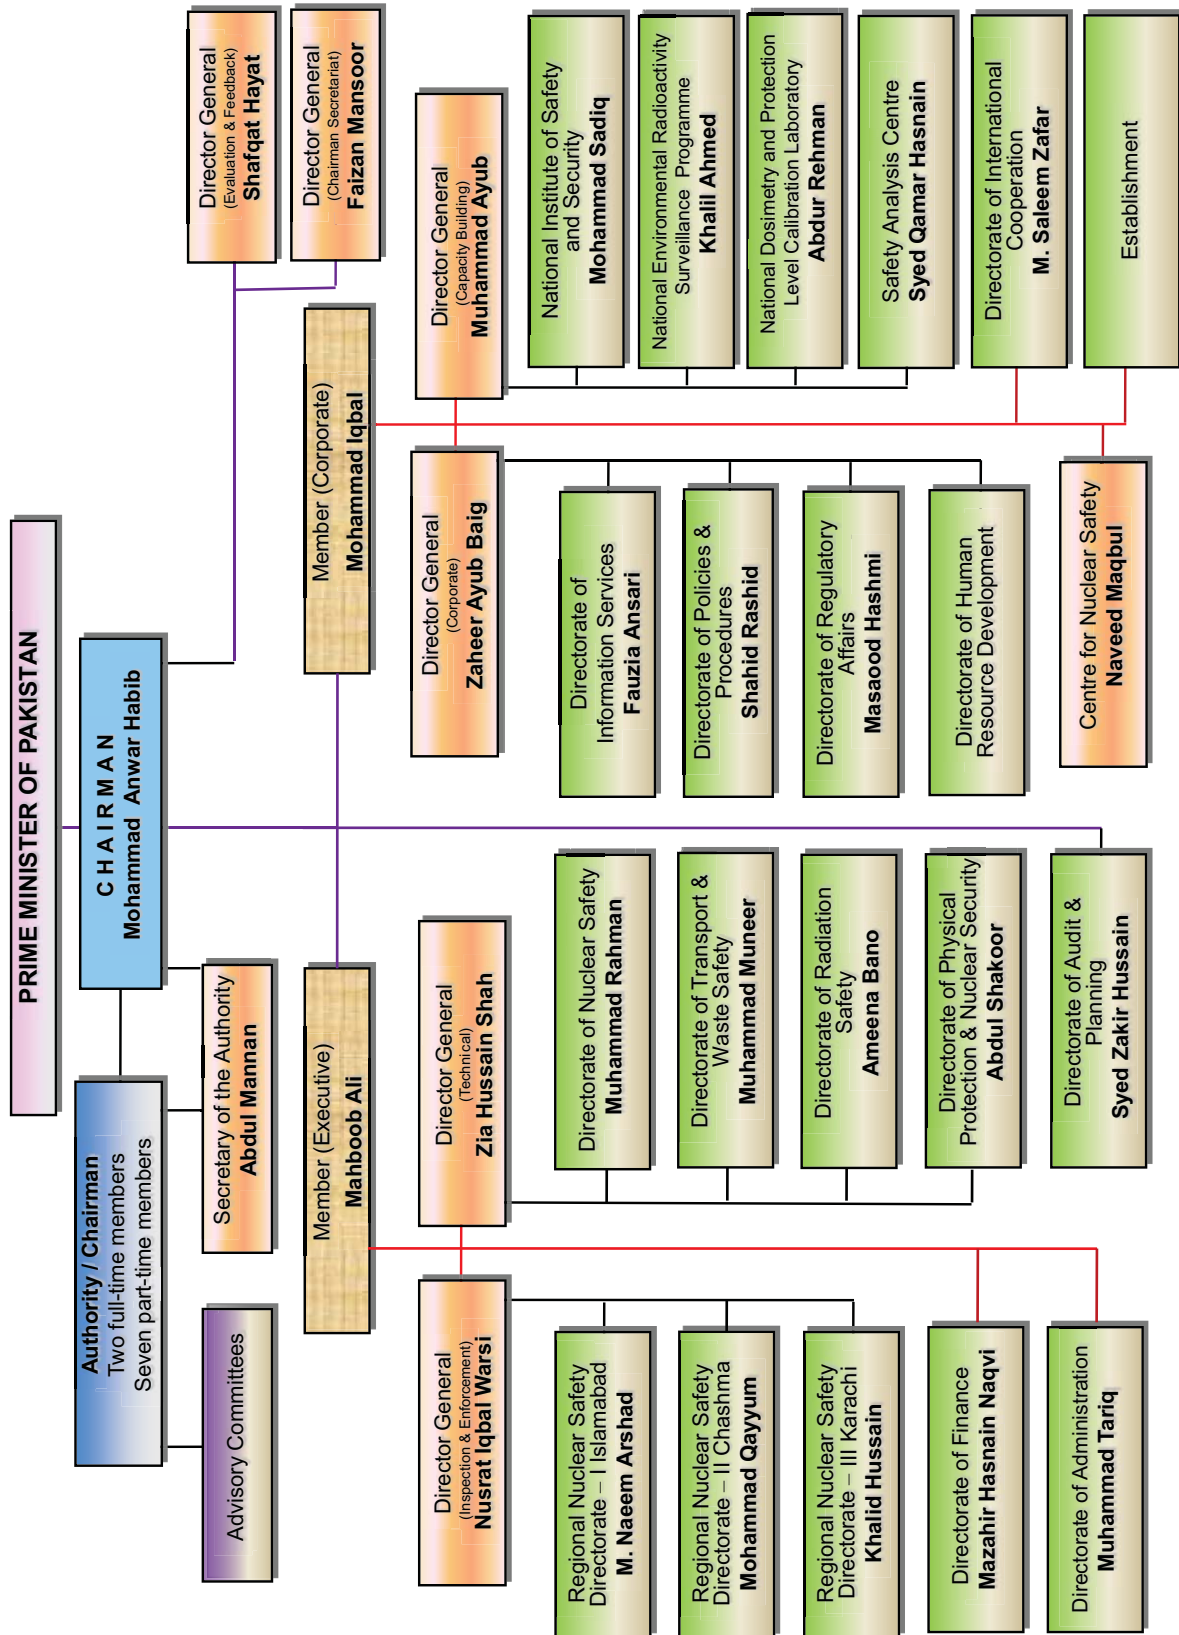 PRIME MINISTER OF PAKISTAN
C H A I R M A N
Mohammad Anwar Habib
Authority / Chairman
Two full-time members
Seven part-time members
Advisory Committees
Secretary of the Authority
Abdul Mannan
Director General
(Evaluation & Feedback)
Shafqat Hayat
Director General
(Chairman Secretariat)
Faizan Mansoor
Member (Executive)
Mahboob Ali
Member (Corporate)
Mohammad Iqbal
Director General
(Inspection & Enforcement)
Nusrat Iqbal Warsi
Director General
(Technical)
Zia Hussain Shah
Director General
(Corporate)
Zaheer Ayub Baig
Director General
(Capacity Building)
Muhammad Ayub
Regional Nuclear Safety
Directorate – I Islamabad
M. Naeem Arshad
Regional Nuclear Safety
Directorate – II Chashma
Mohammad Qayyum
Regional Nuclear Safety
Directorate – III Karachi
Khalid Hussain
Directorate of Finance
Mazahir Hasnain Naqvi
Directorate of Administration
Muhammad Tariq
Directorate of Nuclear Safety
Muhammad Rahman
Directorate of Transport &
Waste Safety
Muhammad Muneer
Directorate of Radiation
Safety
Ameena Bano
Directorate of Physical
Protection & Nuclear Security
Abdul Shakoor
Directorate of Audit &
Planning
Syed Zakir Hussain
Directorate of
Information Services
Fauzia Ansari
Directorate of Policies &
Procedures
Shahid Rashid
Directorate of Regulatory
Affairs
Masaood Hashmi
Directorate of Human
Resource Development
Centre for Nuclear Safety
Naveed Maqbul
National Institute of Safety
and Security
Mohammad Sadiq
National Environmental Radioactivity
Surveillance Programme
Khalil Ahmed
National Dosimetry and Protection
Level Calibration Laboratory
Abdur Rehman
Safety Analysis Centre
Syed Qamar Hasnain
Directorate of International
Cooperation
M. Saleem Zafar
Establishment